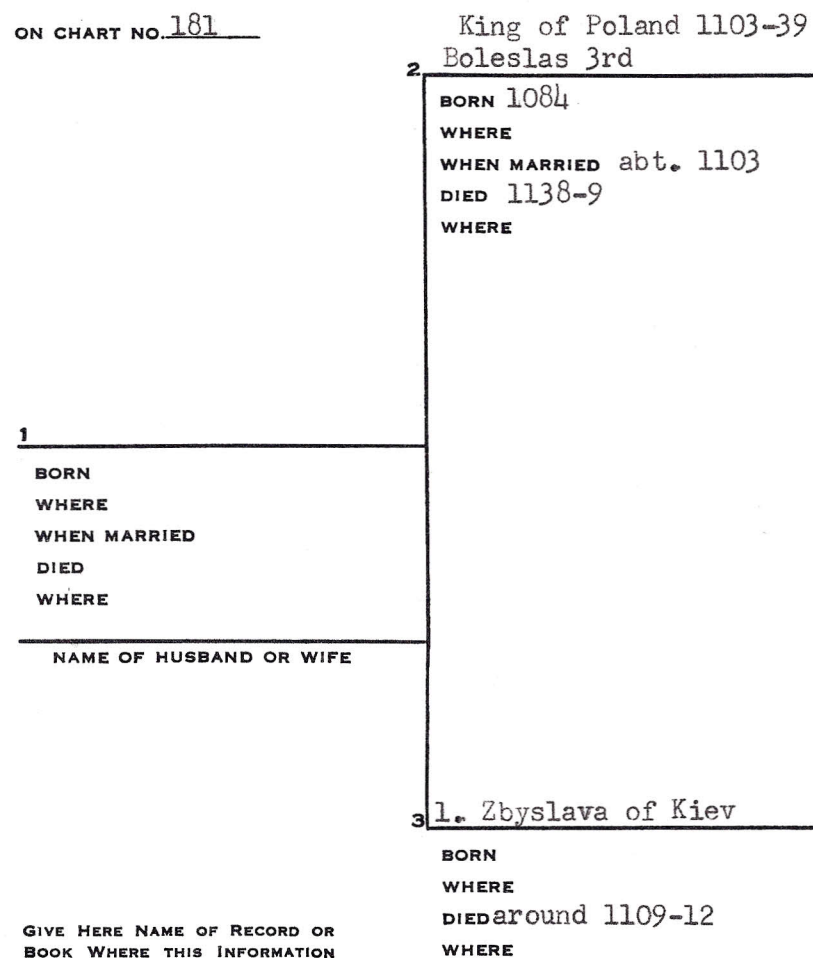 ON CHART NO. 181
King of Poland 1103-39
Boleslas 3rd
2
BORN 1084
WHERE
WHEN MARRIED abt. 1103
DIED 1138-9
WHERE
1
BORN
WHERE
WHEN MARRIED
DIED
WHERE
NAME OF HUSBAND OR WIFE
3 1. Zbyslava of Kiev
BORN
WHERE
DIED around 1109-12
WHERE
GIVE HERE NAME OF RECORD OR
BOOK WHERE THIS INFORMATION